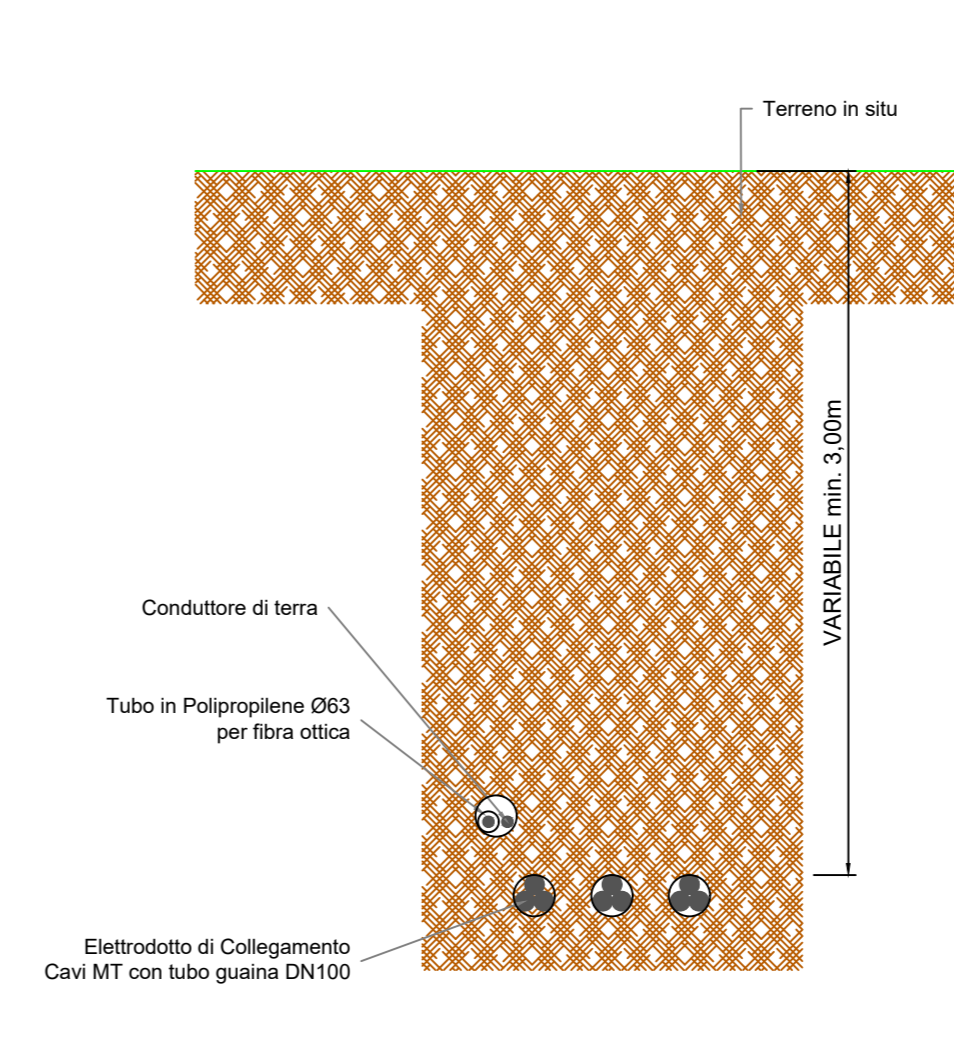 Terreno in situ
VARIABILE min. 3,00m
Conduttore di terra
Tubo in Polipropilene Ø63
per fibra ottica
Elettrodotto di Collegamento
Cavi MT con tubo guaina DN100